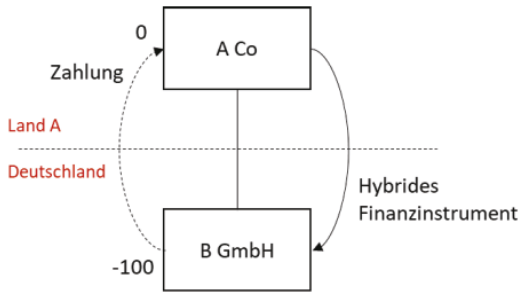 0
A Co
Zahlung
Land A
Deutschland
Hybrides
Finanzinstrument
B GmbH
-100